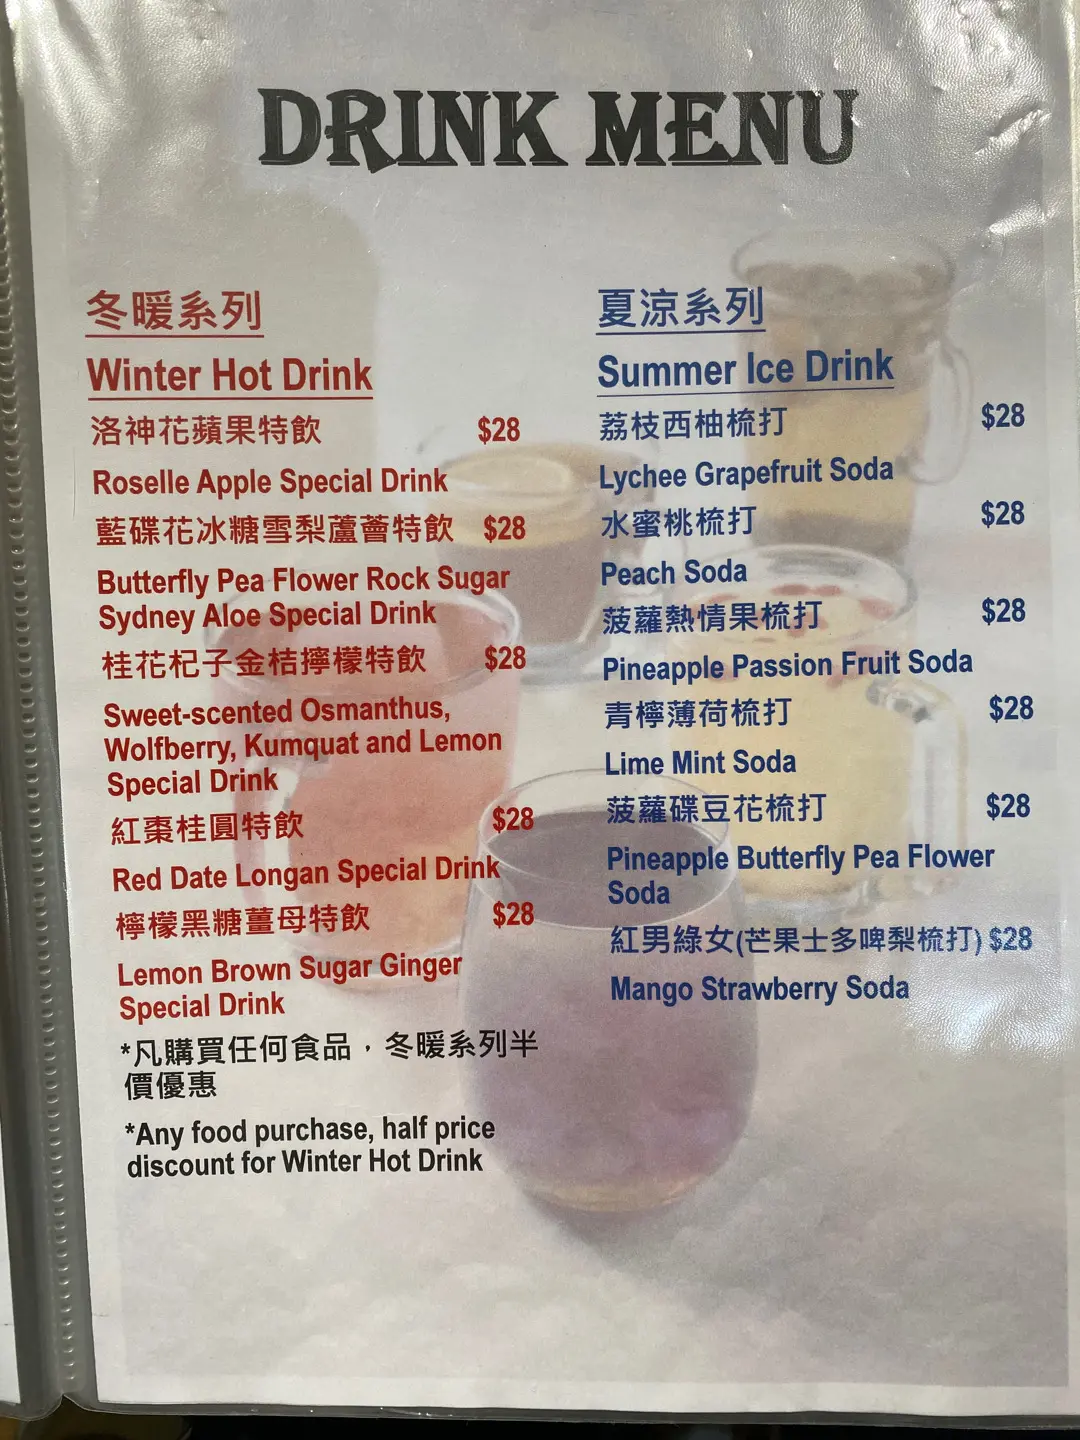 DRINK MENU
冬暖系列
Winter Hot Drink
洛神花蘋果特飲 $28
Roselle Apple Special Drink
藍碟花冰糖雪梨蘆薈特飲 $28
Butterfly Pea Flower Rock Sugar
Sydney Aloe Special Drink
桂花杞子金桔擰檬特飲 $28
Sweet-scented Osmanthus,
Wolfberry, Kumquat and Lemon
Special Drink
紅棗桂圓特飲 $28
Red Date Longan Special Drink
檸檬黑糖薑母特飲 $28
Lemon Brown Sugar Ginger
Special Drink
*凡購買任何食品，冬暖系列半
價優惠
*Any food purchase, half price
discount for Winter Hot Drink
夏涼系列
Summer Ice Drink
荔枝西柚梳打 $28
Lychee Grapefruit Soda
水蜜桃梳打 $28
Peach Soda
菠蘿熱情果梳打 $28
Pineapple Passion Fruit Soda
青檸薄荷梳打 $28
Lime Mint Soda
菠蘿碟豆花梳打 $28
Pineapple Butterfly Pea Flower
Soda
紅男綠女(芒果士多啤梨梳打) $28
Mango Strawberry Soda